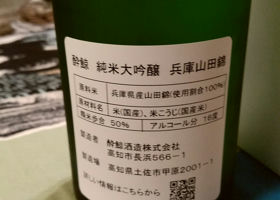 酔鯨 純米大吟醸 兵庫山田錦
原料米 兵庫県産山田錦(使用割合100%)
原材料名 米(国産)、米こうじ(国産米)
精米歩合 50% アルコール分 16度
製造者 酔鯨酒造株式会社
高知市長浜566-1
製造場 高知県土佐市甲原2001-1
詳しい情報はこちらから